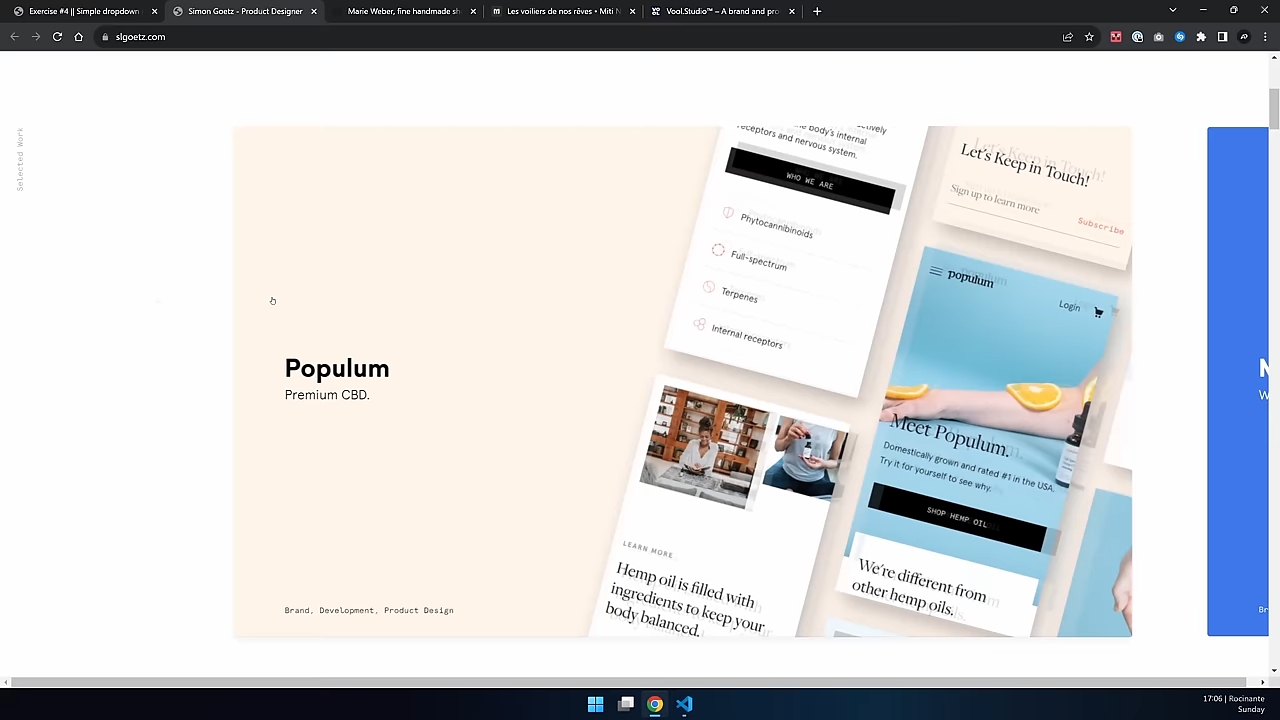 Exercise #4 || Simple dropdown
Simon Goetz - Product Designer
Marie Weber, fine handmade sh
Les voiliers de nos rêves • Miti N
Vool.Studio™ – A brand and pro
slgoetz.com
Selected Work
Populum
Premium CBD.
Brand, Development, Product Design
the body's internal
receptors and nervous system.
WHO WE ARE
Phytocannibinoids
Full-spectrum
Terpenes
Internal receptors
LEARN MORE
Hemp oil is filled with
ingredients to keep your
body balanced.
Let's Keep in Touch!
Sign up to learn more
Subscribe
populum
Login
Meet Populum.
Domestically grown and rated #1 in the USA.
Try it for yourself to see why.
SHOP HEMP OIL
We're different from
other hemp oils.
17:06 | Rocinante
Sunday